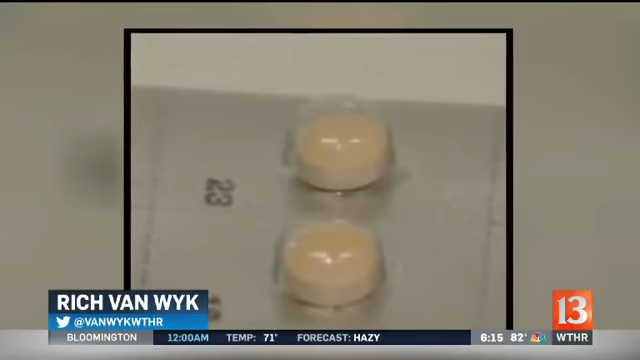 23
RICH VAN WYK
@VANWYKWTHR
13
BLOOMINGTON 12:00AM TEMP: 71° FORECAST: HAZY 6:15 82° WTHR